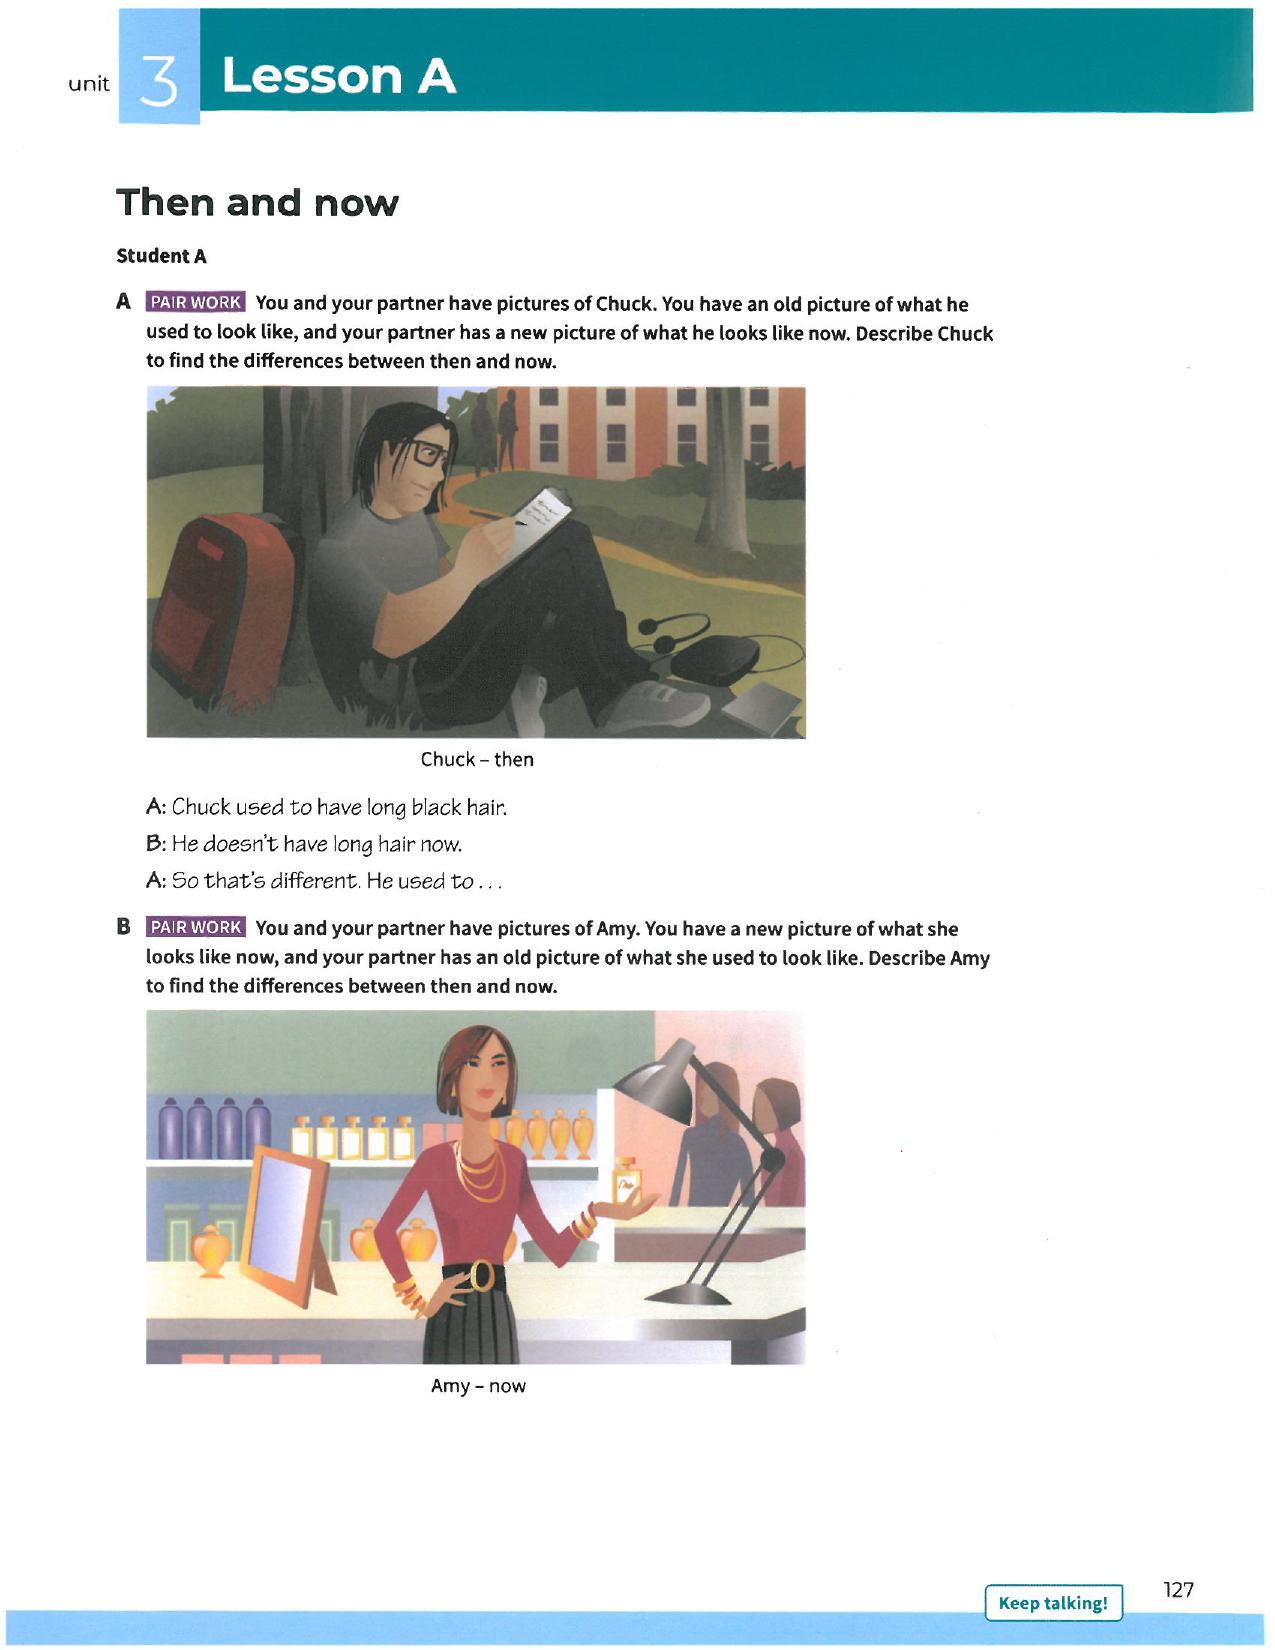 unit 3 Lesson A
Then and now
Student A
A PAIR WORK You and your partner have pictures of Chuck. You have an old picture of what he
used to look like, and your partner has a new picture of what he looks like now. Describe Chuck
to find the differences between then and now.
Chuck – then
A: Chuck used to have long black hair.
B: He doesn't have long hair now.
A: So that's different. He used to . . .
B PAIR WORK You and your partner have pictures of Amy. You have a new picture of what she
looks like now, and your partner has an old picture of what she used to look like. Describe Amy
to find the differences between then and now.
Amy – now
Keep talking!
127